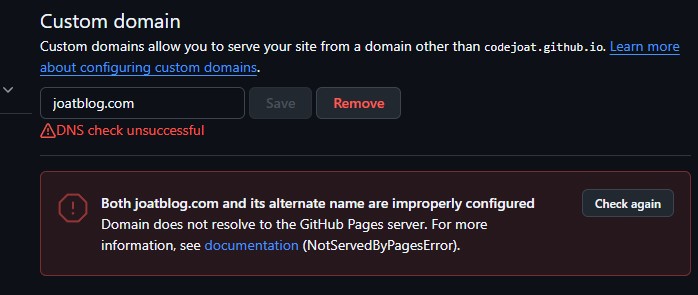 Custom domain
Custom domains allow you to serve your site from a domain other than codejoat.github.io. Learn more
about configuring custom domains.
joatblog.com Save Remove
DNS check unsuccessful
Both joatblog.com and its alternate name are improperly configured
Check again
Domain does not resolve to the GitHub Pages server. For more
information, see documentation (NotServedByPagesError).